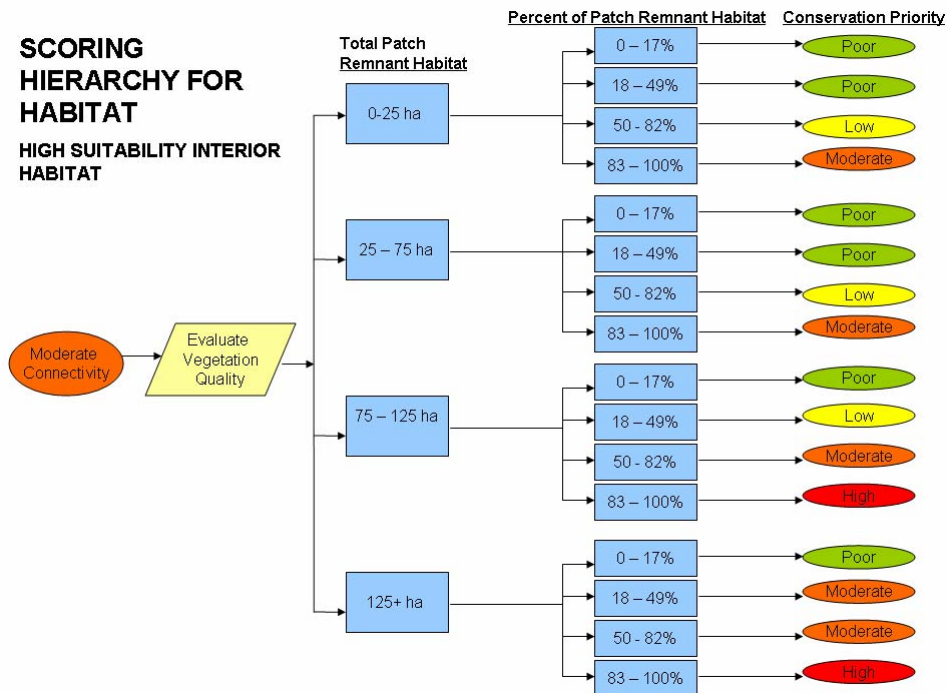 SCORING
HIERARCHY FOR
HABITAT
HIGH SUITABILITY INTERIOR
HABITAT
Total Patch
Remnant Habitat
Percent of Patch Remnant Habitat
Conservation Priority
Moderate
Connectivity
Evaluate
Vegetation
Quality
0-25 ha
0 – 17%
Poor
18 – 49%
Poor
50 - 82%
Low
83 – 100%
Moderate
25 – 75 ha
0 – 17%
Poor
18 – 49%
Poor
50 - 82%
Low
83 – 100%
Moderate
75 – 125 ha
0 – 17%
Poor
18 – 49%
Low
50 - 82%
Moderate
83 – 100%
High
125+ ha
0 – 17%
Poor
18 – 49%
Moderate
50 - 82%
Moderate
83 – 100%
High